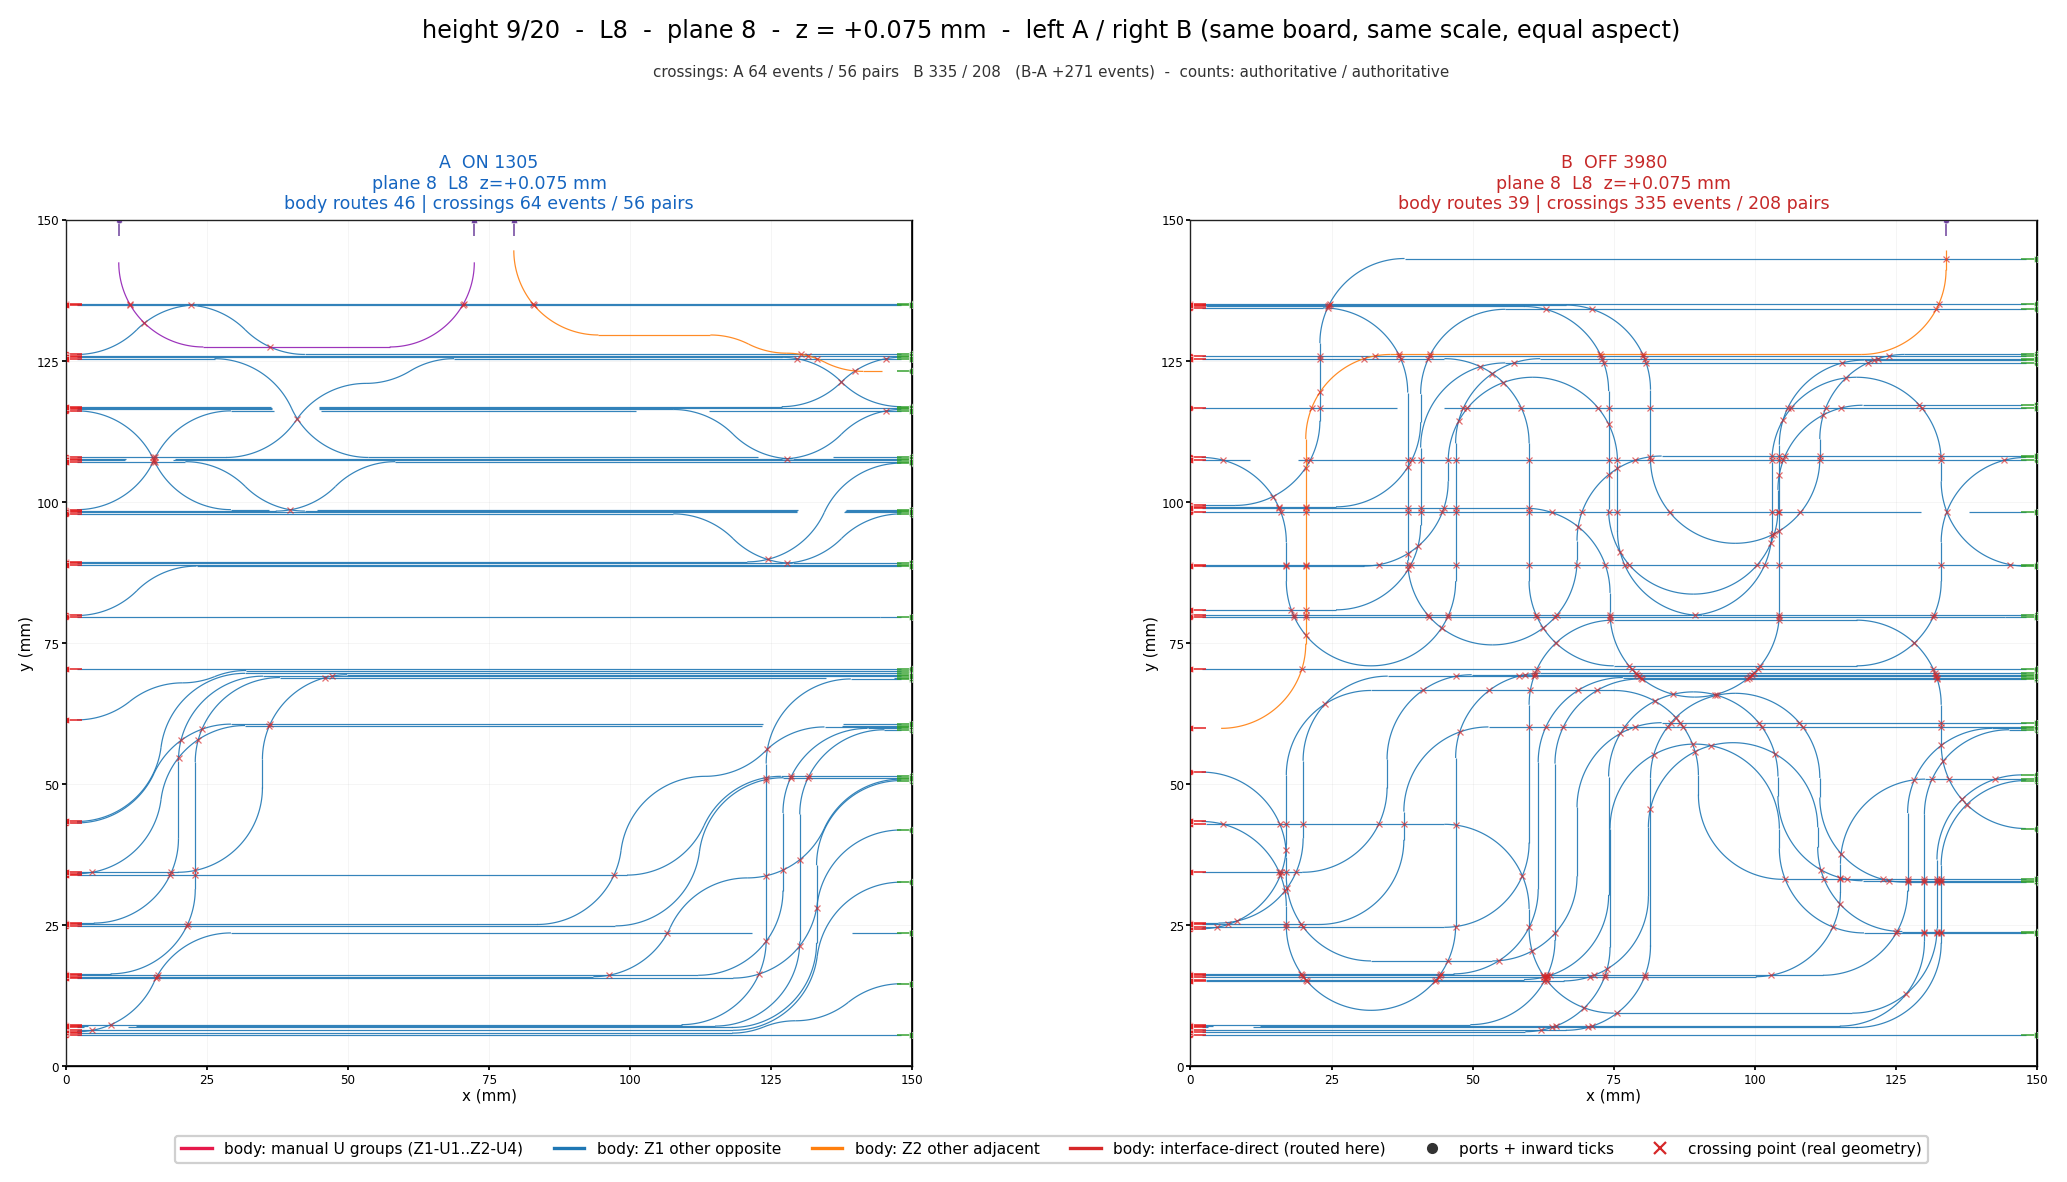 height 9/20 - L8 - plane 8 - z = +0.075 mm - left A / right B (same board, same scale, equal aspect)
crossings: A 64 events / 56 pairs B 335 / 208 (B-A +271 events) - counts: authoritative / authoritative
A ON 1305
plane 8 L8 z=+0.075 mm
body routes 46 | crossings 64 events / 56 pairs
150
125
100
75
50
25
0
y (mm)
0 25 50 75 100 125 150
x (mm)
B OFF 3980
plane 8 L8 z=+0.075 mm
body routes 39 | crossings 335 events / 208 pairs
150
125
100
75
50
25
0
y (mm)
0 25 50 75 100 125 150
x (mm)
body: manual U groups (Z1-U1..Z2-U4) body: Z1 other opposite body: Z2 other adjacent body: interface-direct (routed here) ports + inward ticks crossing point (real geometry)